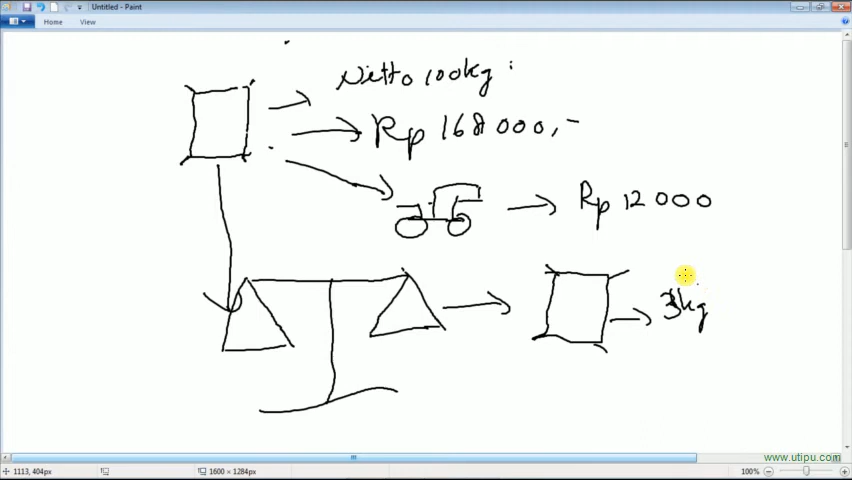 Untitled - Paint
Home View
Netto 100kg :
Rp 168 000,-
Rp 12 000
3kg
www.utipu.com
1113, 404px
1600 × 1284px
100%